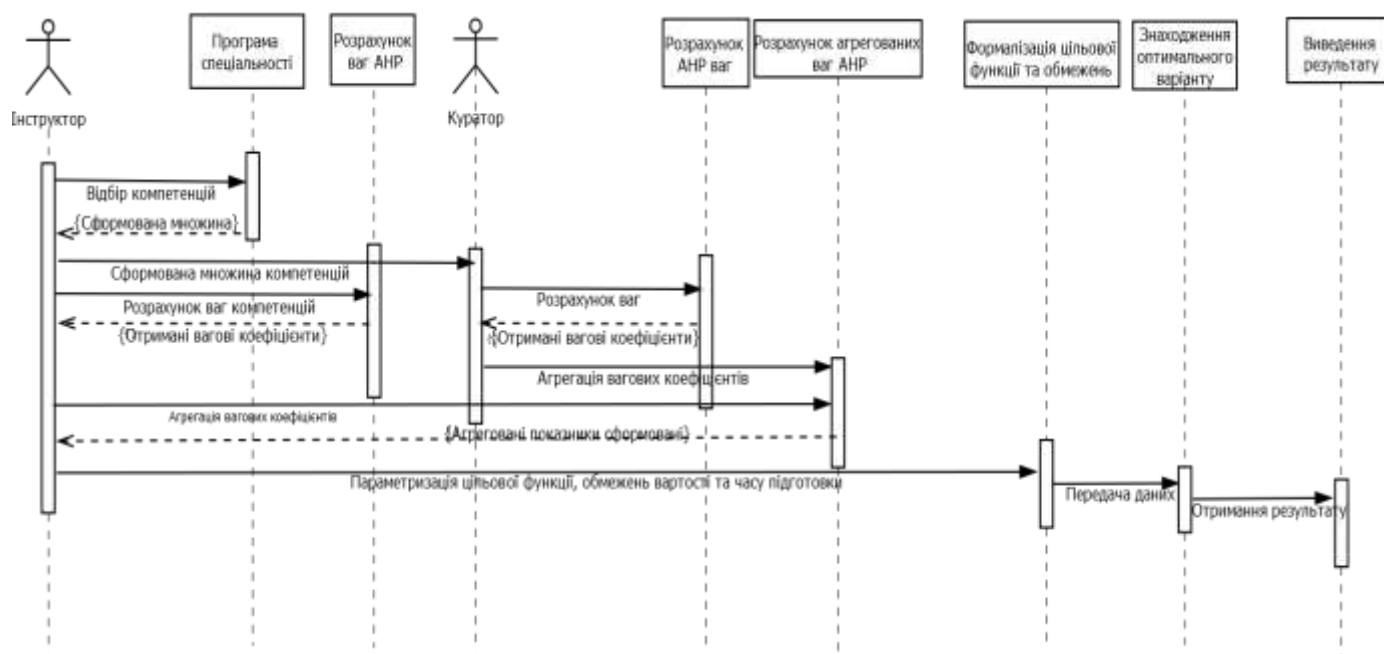 Інструктор
Програма
спеціальності
Розрахунок
ваг АНР
Куратор
Розрахунок
АНР ваг
Розрахунок агрегованих
ваг АНР
Формалізація цільової
функції та обмежень
Знаходження
оптимального
варіанту
Виведення
результату
Відбір компетенцій
{Сформована множина}
Сформована множина компетенцій
Розрахунок ваг компетенцій
{Отримані вагові коефіцієнти}
Розрахунок ваг
{Отримані вагові коефіцієнти}
Агрегація вагових коефіцієнтів
Агрегація вагових коефіцієнтів
{Агреговані показники сформовані}
Параметризація цільової функції, обмежень вартості та часу підготовки
Передача даних
Отримання результату